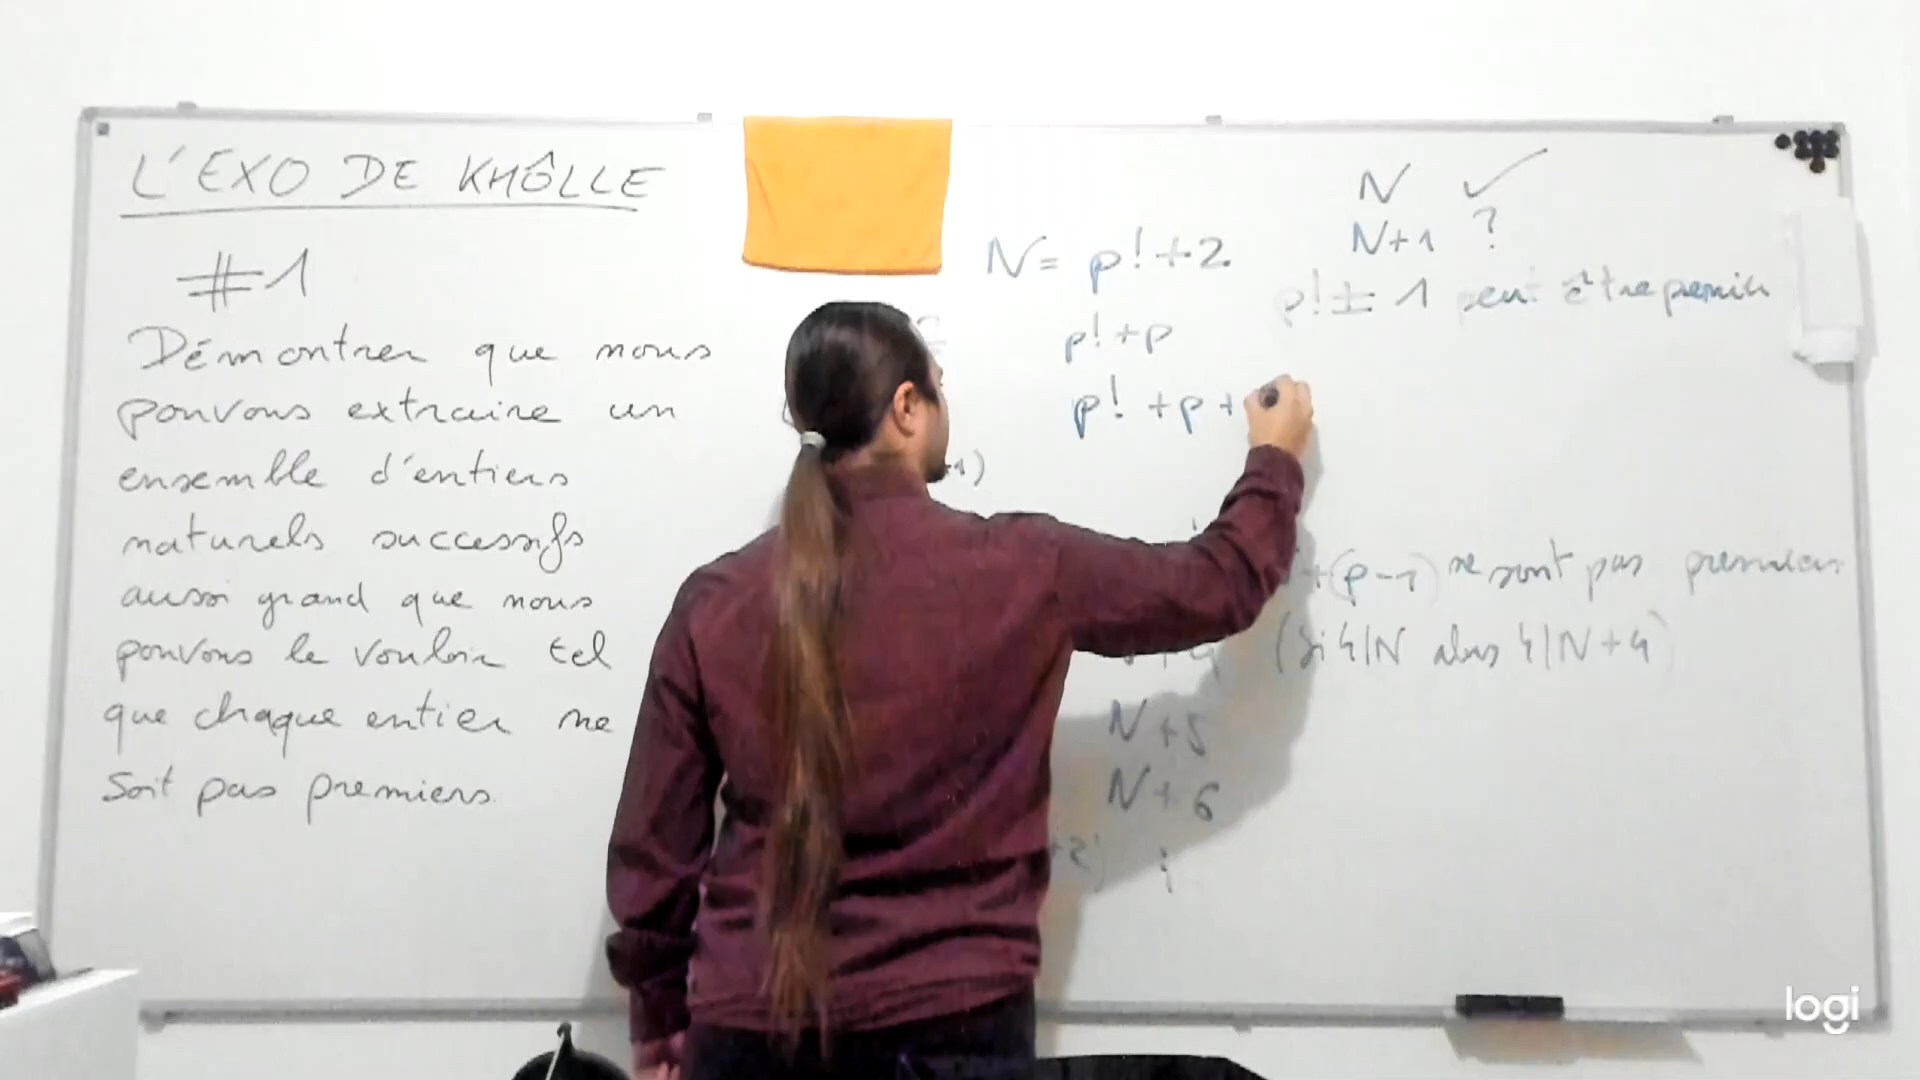 L'EXO DE KHÔLLE
#1
Démontrer que nous
pouvons extraire un
ensemble d'entiers
naturels successifs
aussi grand que nous
pouvons le vouloir tel
que chaque entier ne
soit pas premiers.
N = p!+2
p!+p
p! +p +
N ✓
N+1 ?
p!± 1 peut être premier
+(p-1) ne sont pas premiers
(Si 4|N alors 4|N+4)
N+5
N+6
logi